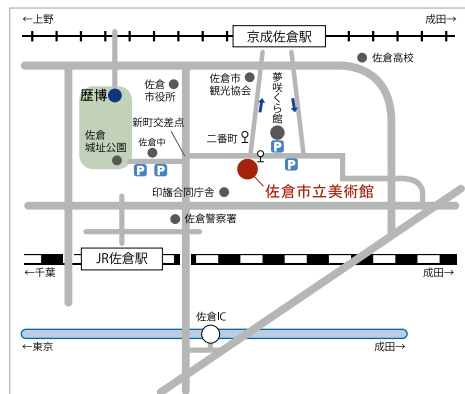 ←上野
成田→
京成佐倉駅
佐倉高校
歴博
佐倉
市役所
佐倉市
観光協会
夢咲くら館
新町交差点
二番町
佐倉中
佐倉
城址公園
P
P
P
P
佐倉市立美術館
印旛合同庁舎
佐倉警察署
JR佐倉駅
←千葉
成田→
佐倉IC
←東京
成田→